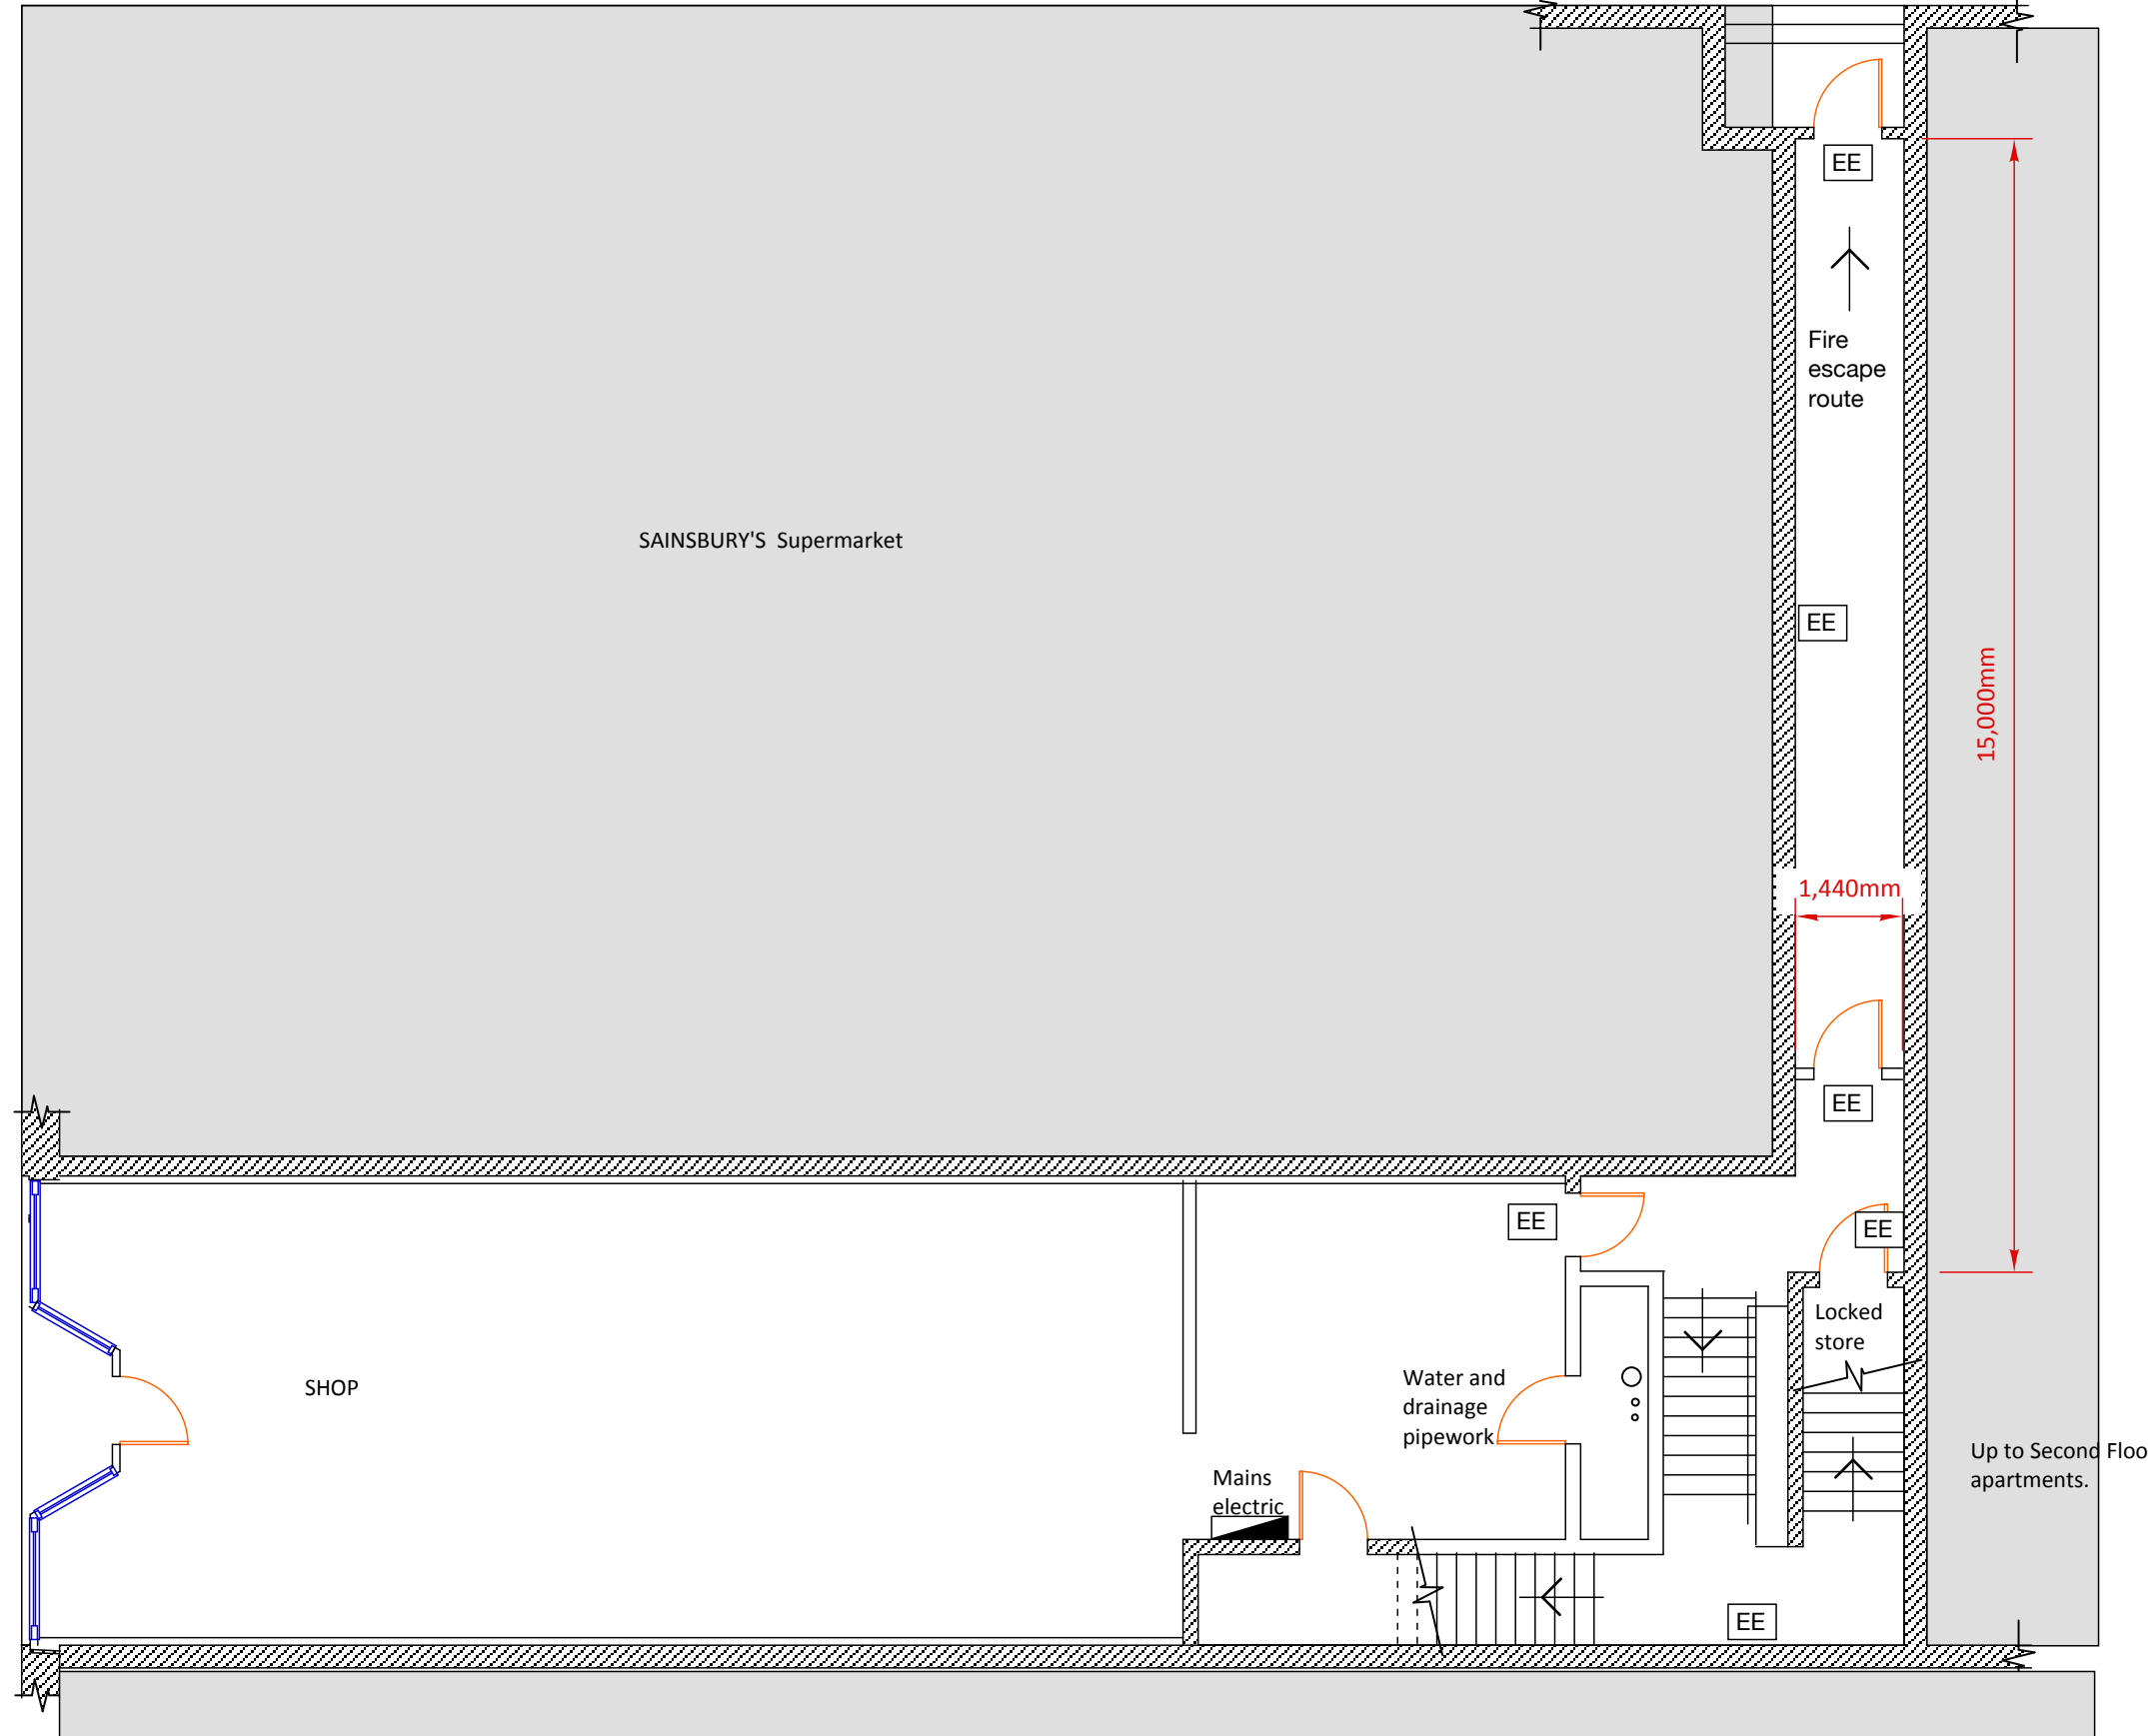 EE
Fire
escape
route
SAINSBURY'S Supermarket
EE
15,000mm
1,440mm
EE
EE
EE
Locked
store
SHOP
Water and
drainage
pipework
Up to Second Floo
apartments.
Mains
electric
EE